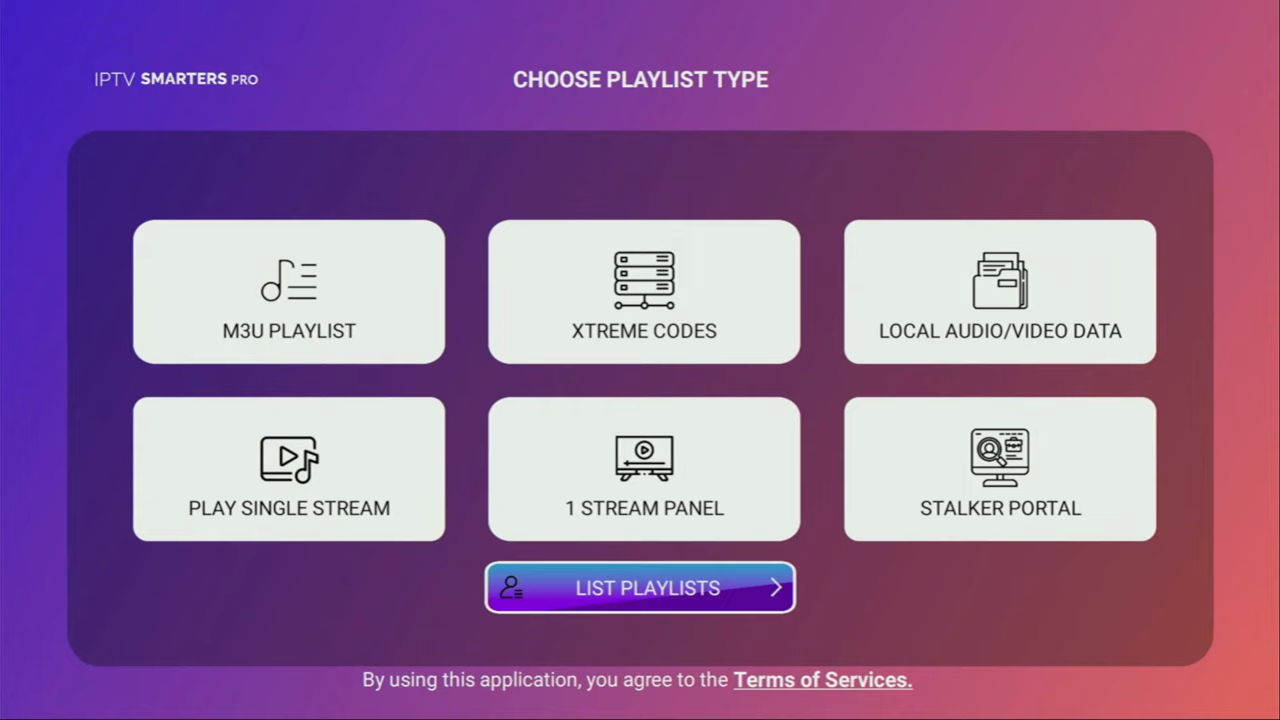 IPTV SMARTERS PRO
CHOOSE PLAYLIST TYPE
M3U PLAYLIST
XTREME CODES
LOCAL AUDIO/VIDEO DATA
PLAY SINGLE STREAM
1 STREAM PANEL
STALKER PORTAL
LIST PLAYLISTS
By using this application, you agree to the Terms of Services.